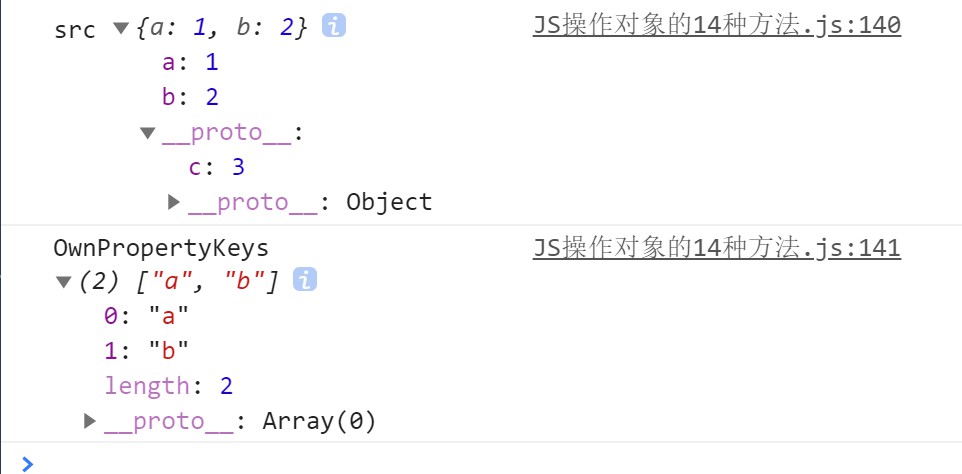 src ▼{a: 1, b: 2} i JS操作对象的14种方法.js:140
a: 1
b: 2
▼__proto__:
c: 3
▶__proto__: Object
OwnPropertyKeys JS操作对象的14种方法.js:141
▼(2) ["a", "b"] i
0: "a"
1: "b"
length: 2
▶__proto__: Array(0)
>